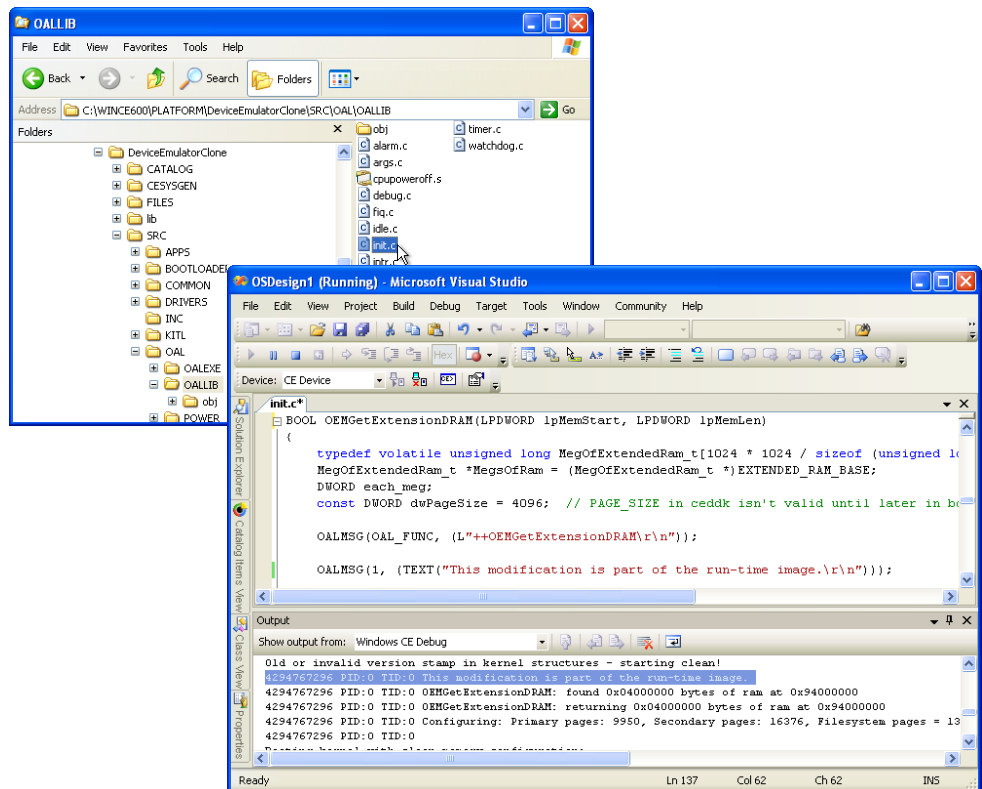 OALLIB
File Edit View Favorites Tools Help
Back Search Folders
Address C:\WINCE600\PLATFORM\DeviceEmulatorClone\SRC\OAL\OALLIB Go
Folders
DeviceEmulatorClone
CATALOG
CESYSGEN
FILES
lib
SRC
APPS
BOOTLOADER
COMMON
DRIVERS
INC
KITL
OAL
OALEXE
OALLIB
obj
POWER
obj
alarm.c
args.c
cpupoweroff.s
debug.c
fiq.c
idle.c
init.c
intr.c
timer.c
watchdog.c
OSDesign1 (Running) - Microsoft Visual Studio
File Edit View Project Build Debug Target Tools Window Community Help
Hex
Device: CE Device
Solution Explorer
Catalog Items View
Class View
Properties
init.c*
BOOL OEMGetExtensionDRAM(LPDWORD lpMemStart, LPDWORD lpMemLen)
{
typedef volatile unsigned long MegOfExtendedRam_t[1024 * 1024 / sizeof (unsigned lo
MegOfExtendedRam_t *MegsOfRam = (MegOfExtendedRam_t *)EXTENDED_RAM_BASE;
DWORD each_meg;
const DWORD dwPageSize = 4096; // PAGE_SIZE in ceddk isn't valid until later in bo
OALMSG(OAL_FUNC, (L"++OEMGetExtensionDRAM\r\n"));
OALMSG(1, (TEXT("This modification is part of the run-time image.\r\n")));
Output
Show output from: Windows CE Debug
Old or invalid version stamp in kernel structures - starting clean!
4294767296 PID:0 TID:0 This modification is part of the run-time image.
4294767296 PID:0 TID:0 OEMGetExtensionDRAM: found 0x04000000 bytes of ram at 0x94000000
4294767296 PID:0 TID:0 OEMGetExtensionDRAM: returning 0x04000000 bytes of ram at 0x94000000
4294767296 PID:0 TID:0 Configuring: Primary pages: 9950, Secondary pages: 16376, Filesystem pages = 13
4294767296 PID:0 TID:0
Ready Ln 137 Col 62 Ch 62 INS